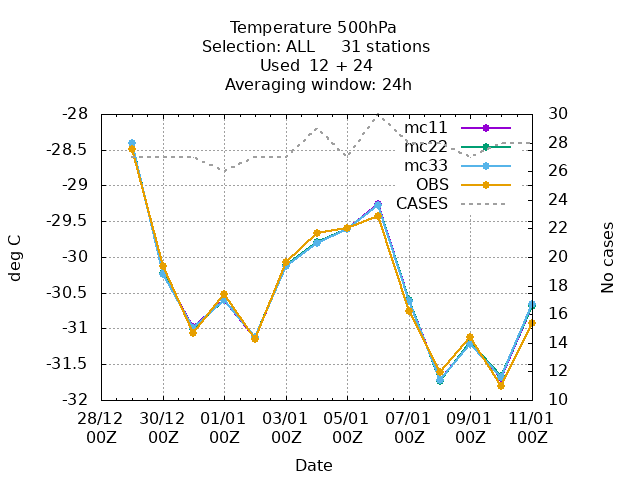 Temperature 500hPa
Selection: ALL 31 stations
Used 12 + 24
Averaging window: 24h
-28
-28.5
-29
-29.5
-30
-30.5
-31
-31.5
-32
deg C
30
28
26
24
22
20
18
16
14
12
10
No cases
mc11
mc22
mc33
OBS
CASES
28/12 30/12 01/01 03/01 05/01 07/01 09/01 11/01
00Z 00Z 00Z 00Z 00Z 00Z 00Z 00Z
Date